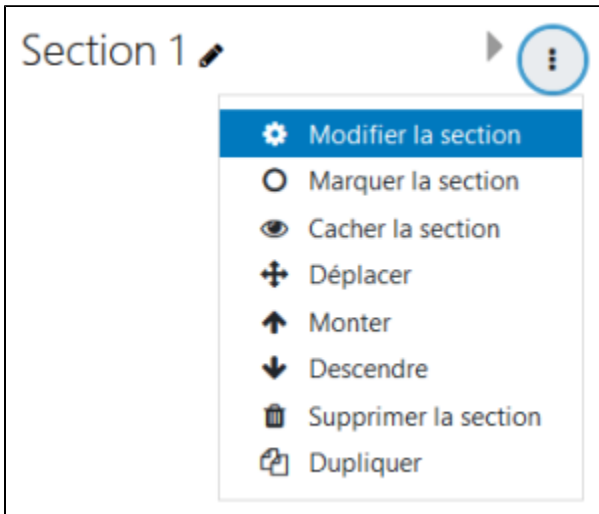 Section 1
Modifier la section
Marquer la section
Cacher la section
Déplacer
Monter
Descendre
Supprimer la section
Dupliquer